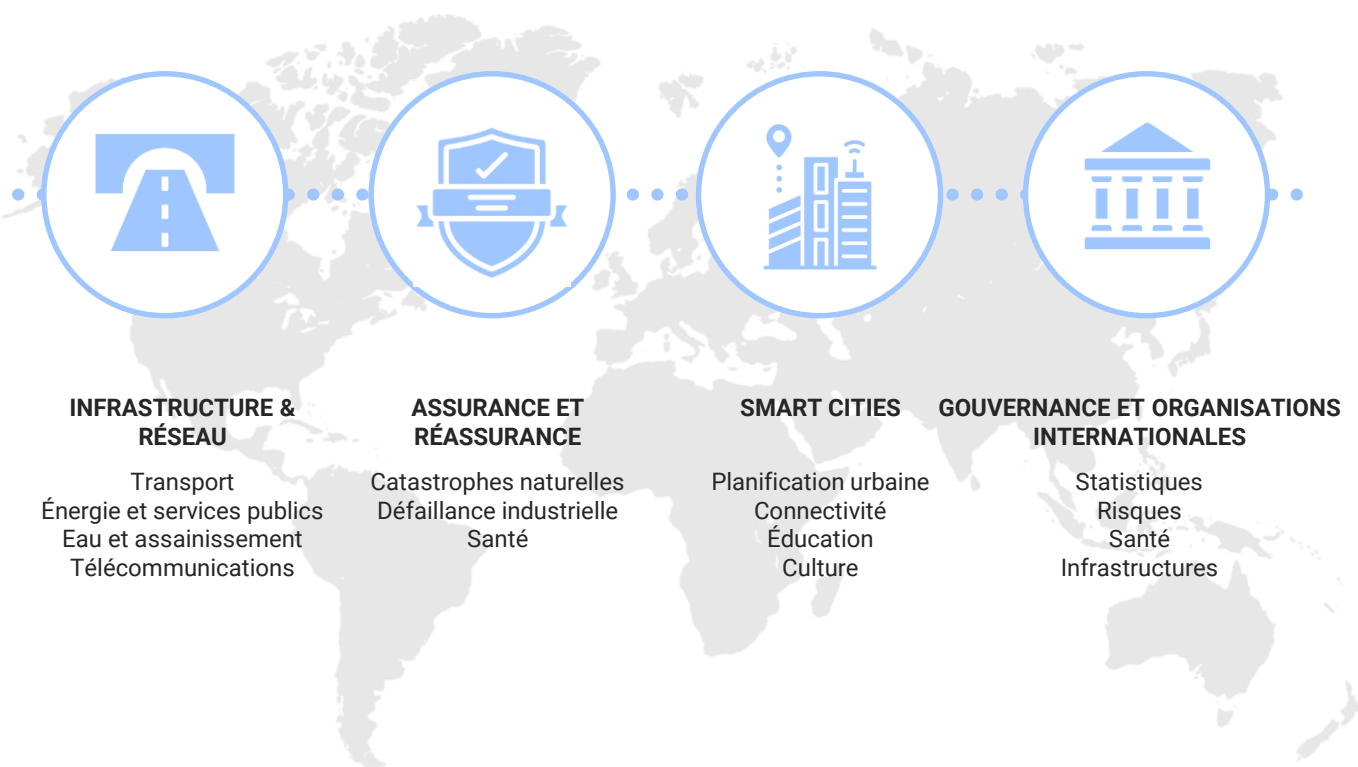 INFRASTRUCTURE &
RÉSEAU
Transport
Énergie et services publics
Eau et assainissement
Télécommunications
ASSURANCE ET
RÉASSURANCE
Catastrophes naturelles
Défaillance industrielle
Santé
SMART CITIES
Planification urbaine
Connectivité
Éducation
Culture
GOUVERNANCE ET ORGANISATIONS
INTERNATIONALES
Statistiques
Risques
Santé
Infrastructures